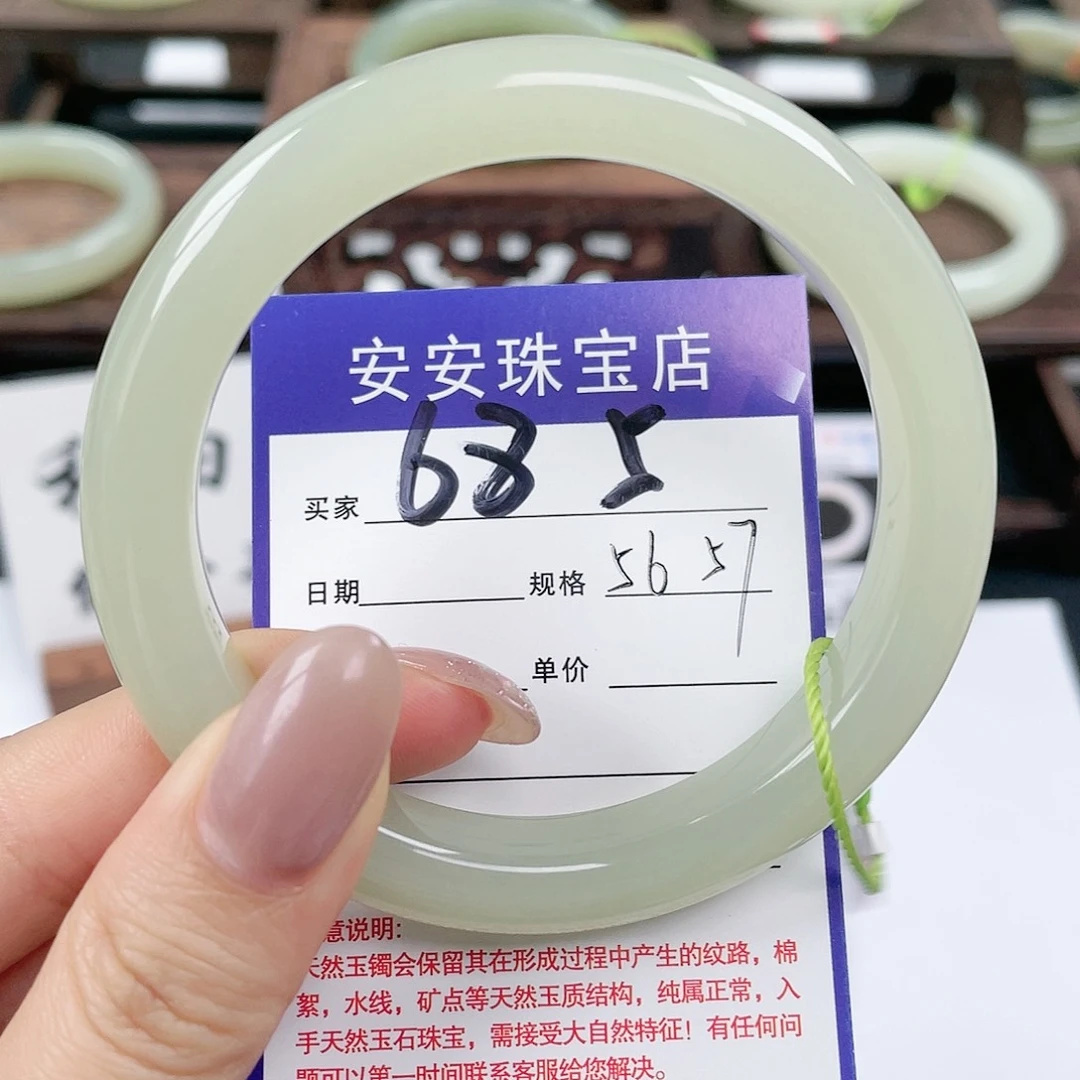 安安珠宝店
买家 683 5
日期 规格 56 57
单价
意说明:
天然玉镯会保留其在形成过程中产生的纹路，棉
絮，水线，矿点等天然玉质结构，纯属正常，入
手天然玉石珠宝，需接受大自然特征！有任何问
题可以第一时间联系客服给您解决。